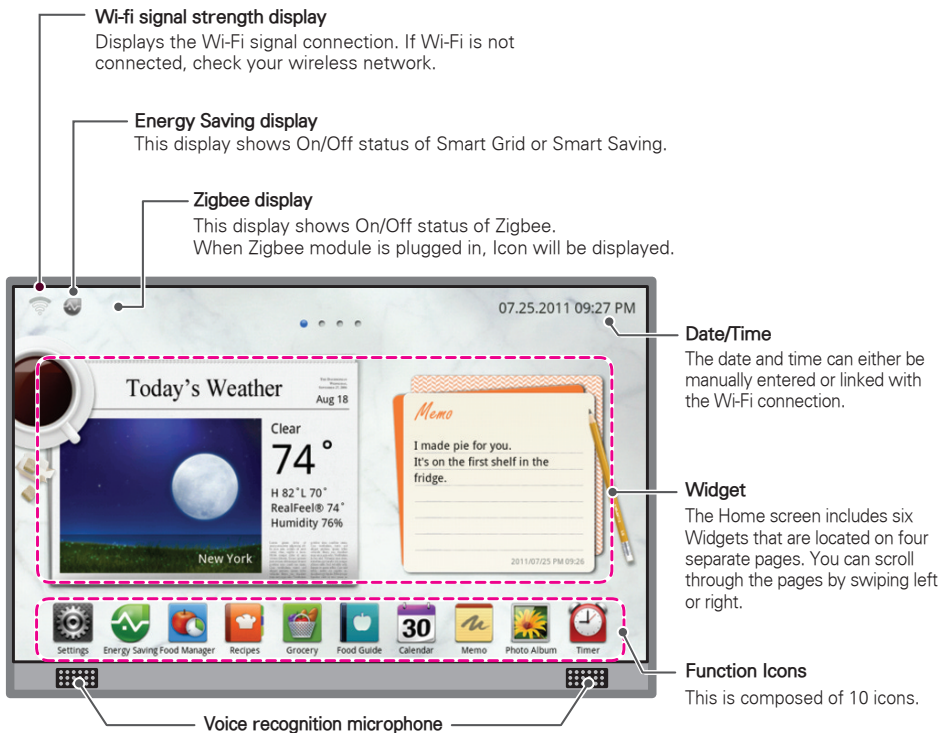 Wi-fi signal strength display
Displays the Wi-Fi signal connection. If Wi-Fi is not
connected, check your wireless network.
Energy Saving display
This display shows On/Off status of Smart Grid or Smart Saving.
Zigbee display
This display shows On/Off status of Zigbee.
When Zigbee module is plugged in, Icon will be displayed.
07.25.2011 09:27 PM
Date/Time
The date and time can either be
manually entered or linked with
the Wi-Fi connection.
Today's Weather
Aug 18
Clear
74°
H 82°L 70°
RealFeel® 74°
Humidity 76%
New York
Memo
I made pie for you.
It's on the first shelf in the
fridge.
2011/07/25 PM 09:26
Widget
The Home screen includes six
Widgets that are located on four
separate pages. You can scroll
through the pages by swiping left
or right.
30
Settings Energy Saving Food Manager Recipes Grocery Food Guide Calendar Memo Photo Album Timer
Function Icons
This is composed of 10 icons.
Voice recognition microphone